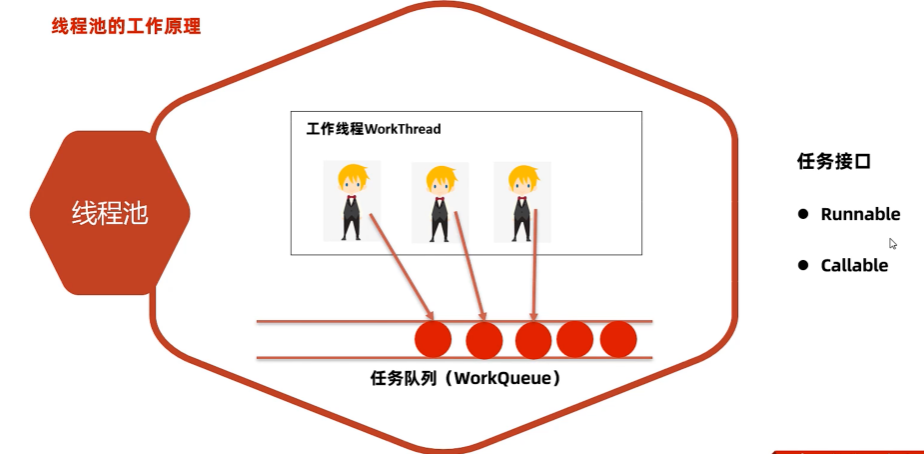 线程池的工作原理
线程池
工作线程WorkThread
任务队列（WorkQueue）
任务接口
● Runnable
● Callable